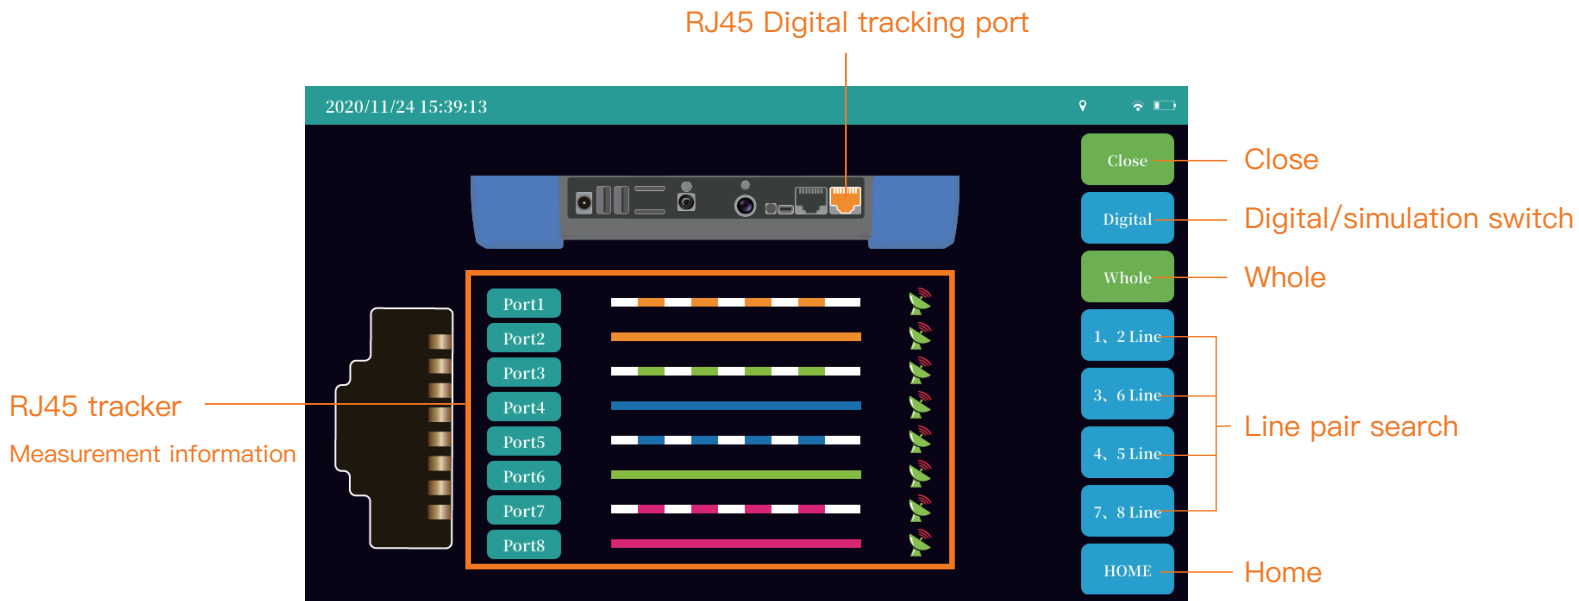 RJ45 Digital tracking port
2020/11/24 15:39:13
Close
Close
Digital
Digital/simulation switch
Whole
Whole
Port1
Port2
Port3
Port4
Port5
Port6
Port7
Port8
RJ45 tracker
Measurement information
1、2 Line
3、6 Line
4、5 Line
7、8 Line
Line pair search
HOME
Home